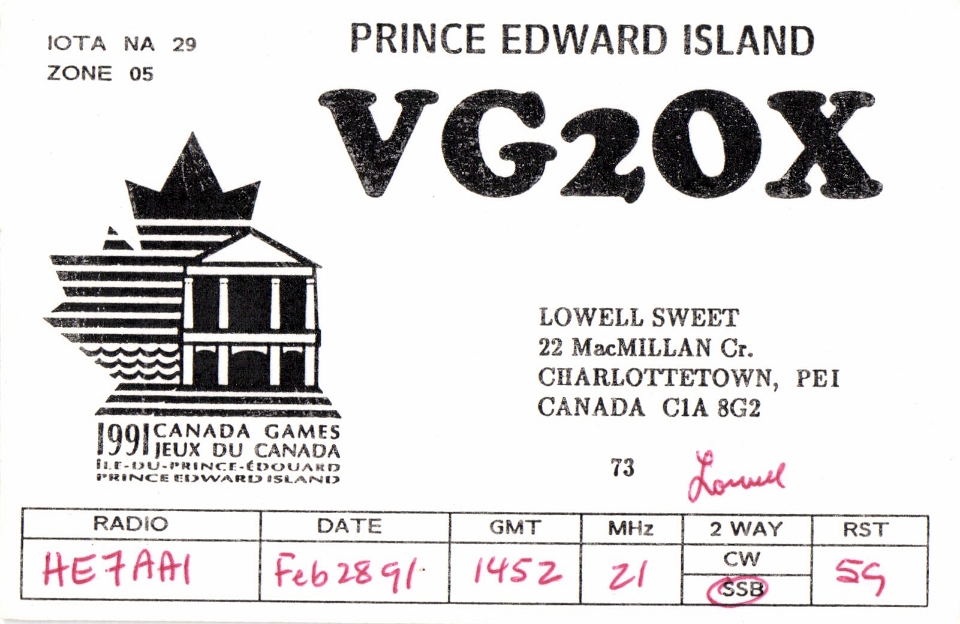 IOTA NA 29
ZONE 05
PRINCE EDWARD ISLAND
VG2OX
LOWELL SWEET
22 MacMILLAN Cr.
CHARLOTTETOWN, PEI
CANADA C1A 8G2
1991 CANADA GAMES
JEUX DU CANADA
ÎLE-DU-PRINCE-ÉDOUARD
PRINCE EDWARD ISLAND
73 Lowell
RADIO DATE GMT MHz 2 WAY RST
HE7AA1 Feb 28 91 1452 21 CW SSB 59